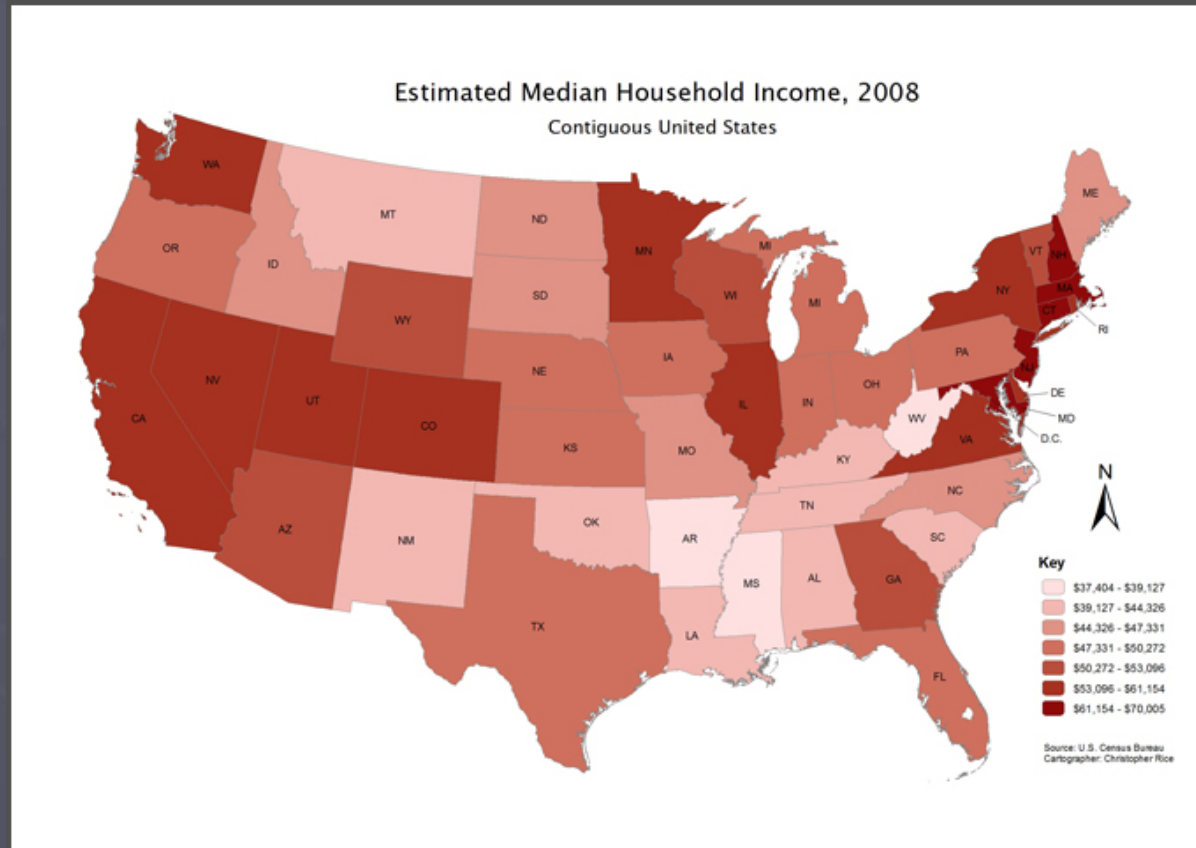 Estimated Median Household Income, 2008
Contiguous United States
WA
MT
ND
MN
ME
OR
ID
SD
WI
MI
MI
VT
NH
NY
MA
CT
RI
WY
IA
PA
NE
NJ
NV
UT
CO
IL
IN
OH
DE
MD
D.C.
CA
KS
MO
WV
VA
KY
AZ
NM
OK
AR
TN
NC
SC
N
MS
AL
GA
TX
LA
FL
Key
$37,404 - $39,127
$39,127 - $44,326
$44,326 - $47,331
$47,331 - $50,272
$50,272 - $53,096
$53,096 - $61,154
$61,154 - $70,005
Source: U.S. Census Bureau
Cartographer: Christopher Rice